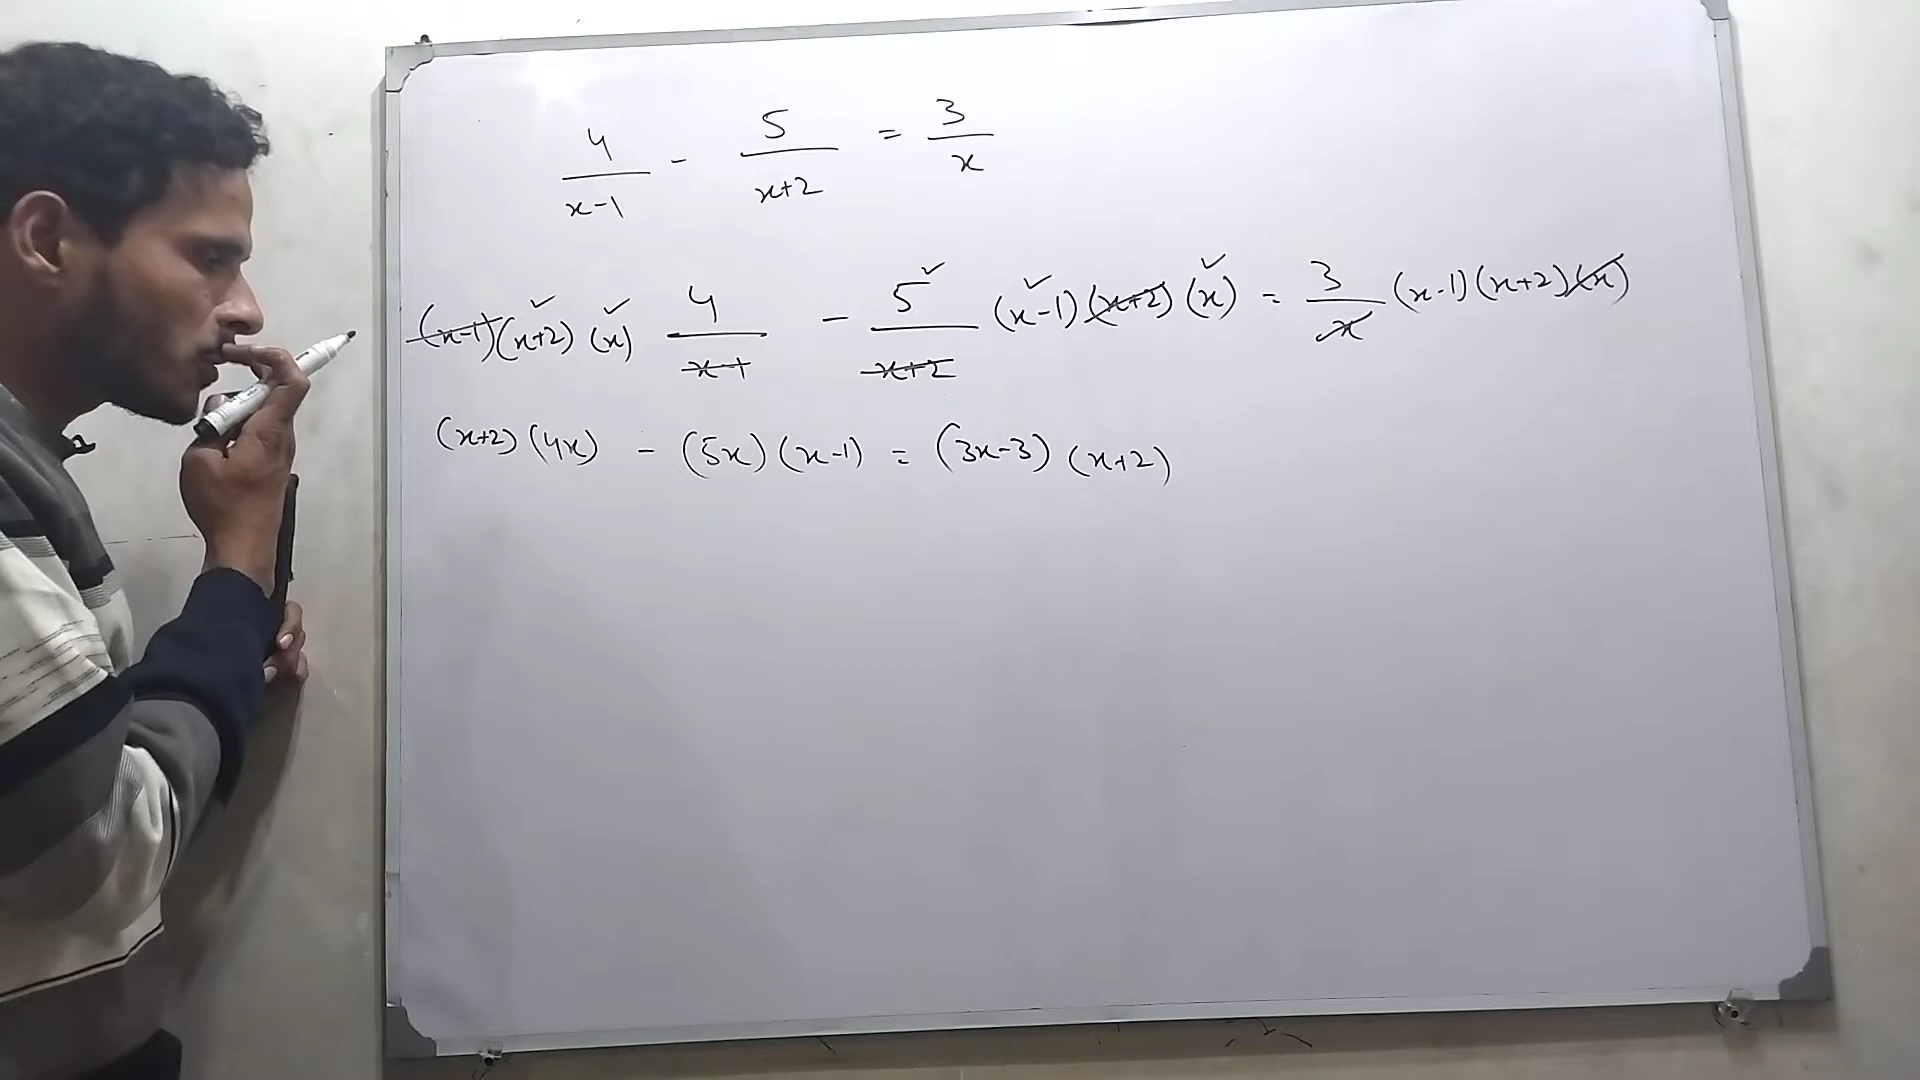 4/(x-1) - 5/(x+2) = 3/x
(x-1)(x+2)(x) 4/(x-1) - 5/(x+2) (x-1)(x+2)(x) = 3/x (x-1)(x+2)(x)
(x+2)(4x) - (5x)(x-1) = (3x-3)(x+2)